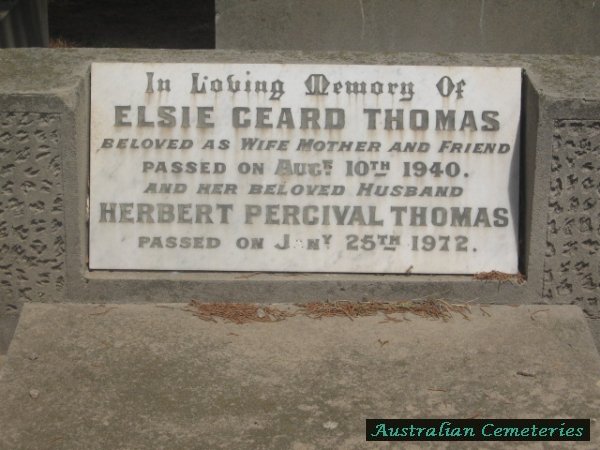 In Loving Memory Of
ELSIE GEARD THOMAS
BELOVED AS WIFE MOTHER AND FRIEND
PASSED ON AUGT 10TH 1940.
AND HER BELOVED HUSBAND
HERBERT PERCIVAL THOMAS
PASSED ON JANY 25TH 1972.
Australian Cemeteries